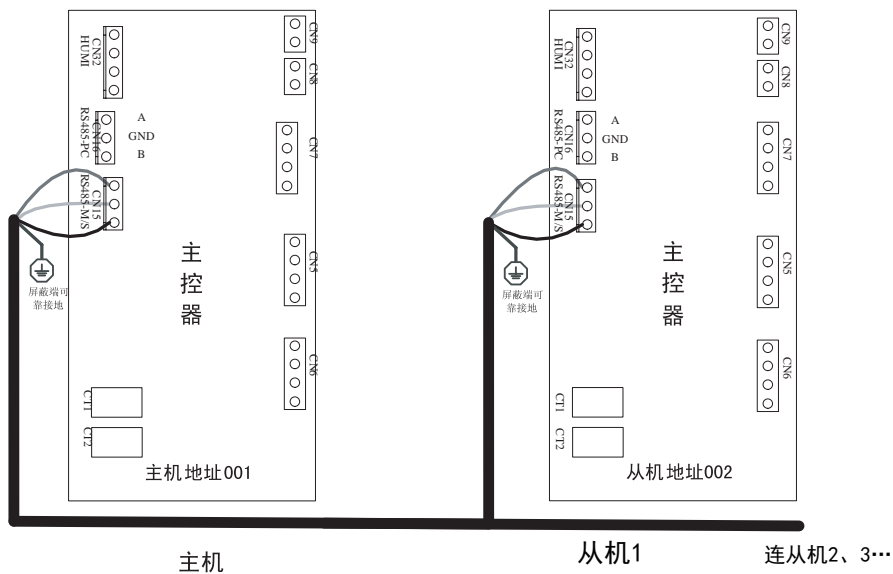 CN32
HUMI
CN9
CN8
RS485-PC
CN16
A
GND
B
CN7
RS485-M/S
CN15
屏蔽端可
靠接地
主
控
器
CN5
CN6
CT1
CT2
主机地址001
主机
CN32
HUMI
CN9
CN8
RS485-PC
CN16
A
GND
B
CN7
RS485-M/S
CN15
屏蔽端可
靠接地
主
控
器
CN5
CN6
CT1
CT2
从机地址002
从机1
连从机2、3…